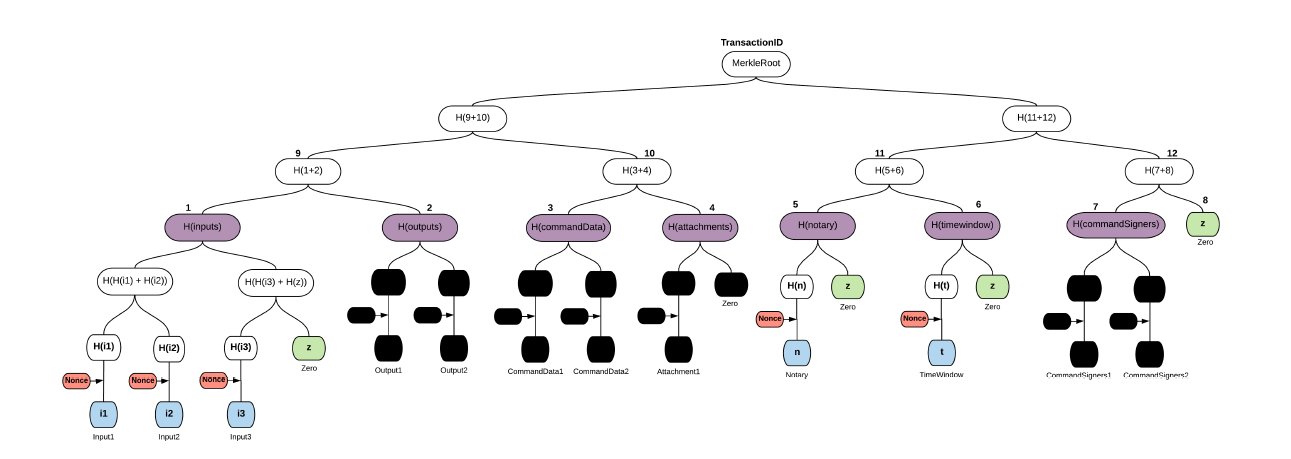 TransactionID
MerkleRoot
H(9+10)
H(11+12)
9
10
11
12
H(1+2)
H(3+4)
H(5+6)
H(7+8)
1
2
3
4
5
6
7
8
H(inputs)
H(outputs)
H(commandData)
H(attachments)
H(notary)
H(timewindow)
H(commandSigners)
z
Zero
H(H(i1) + H(i2))
H(H(i3) + H(z))
H(n)
z
H(t)
z
Zero
Zero
Zero
Nonce
Nonce
H(i1)
H(i2)
H(i3)
z
n
t
Zero
Output1
Output2
CommandData1
CommandData2
Attachment1
Notary
TimeWindow
CommandSigners1
CommandSigners2
Nonce
Nonce
Nonce
i1
i2
i3
Input1
Input2
Input3